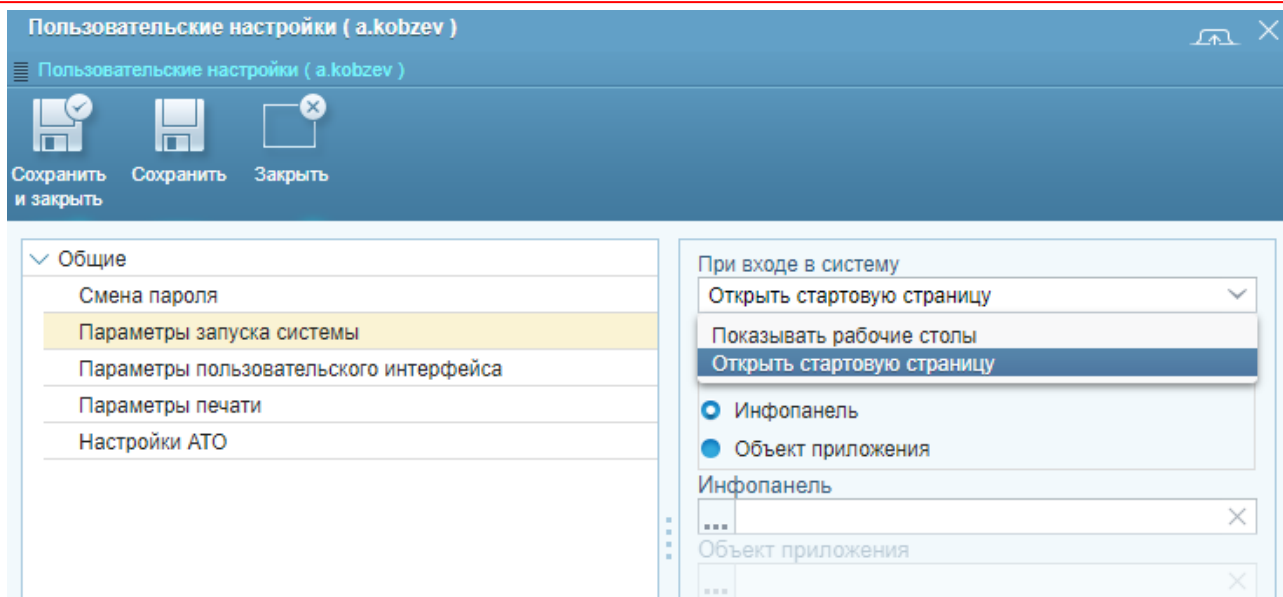 Пользовательские настройки ( a.kobzev )
Пользовательские настройки ( a.kobzev )
Сохранить и закрыть
Сохранить
Закрыть
Общие
Смена пароля
Параметры запуска системы
Параметры пользовательского интерфейса
Параметры печати
Настройки АТО
При входе в систему
Открыть стартовую страницу
Показывать рабочие столы
Открыть стартовую страницу
Инфопанель
Объект приложения
Инфопанель
...
Объект приложения
...